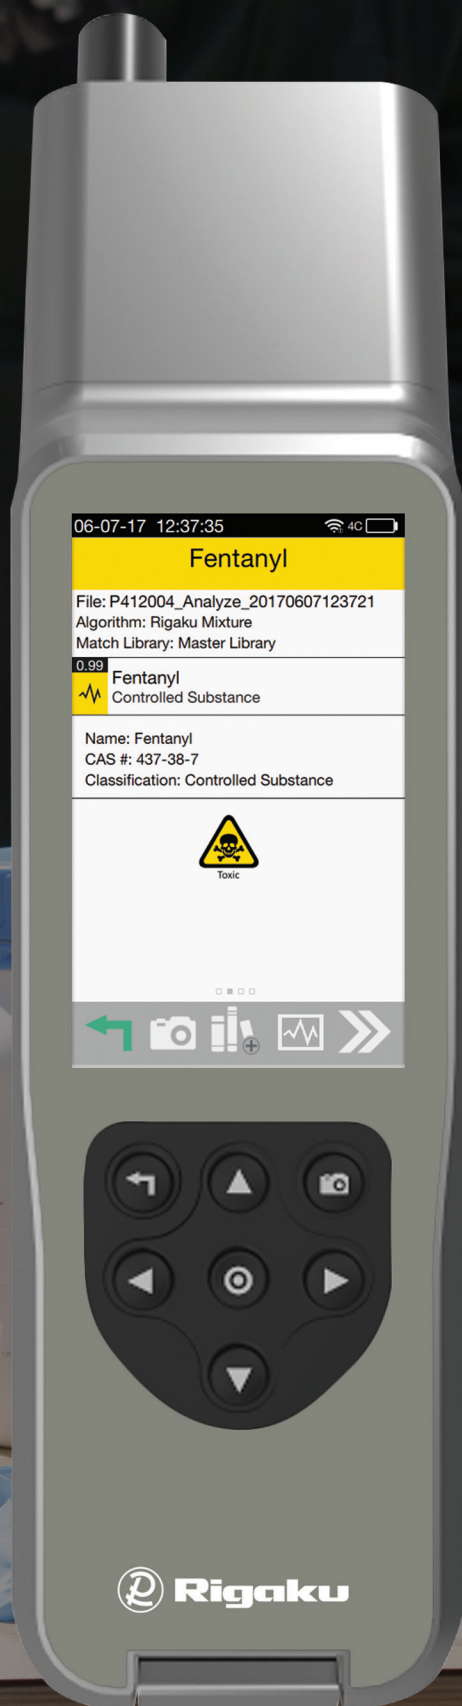 06-07-17 12:37:35
4C
Fentanyl
File: P412004_Analyze_20170607123721
Algorithm: Rigaku Mixture
Match Library: Master Library
0.99
Fentanyl
Controlled Substance
Name: Fentanyl
CAS #: 437-38-7
Classification: Controlled Substance
Toxic
Rigaku